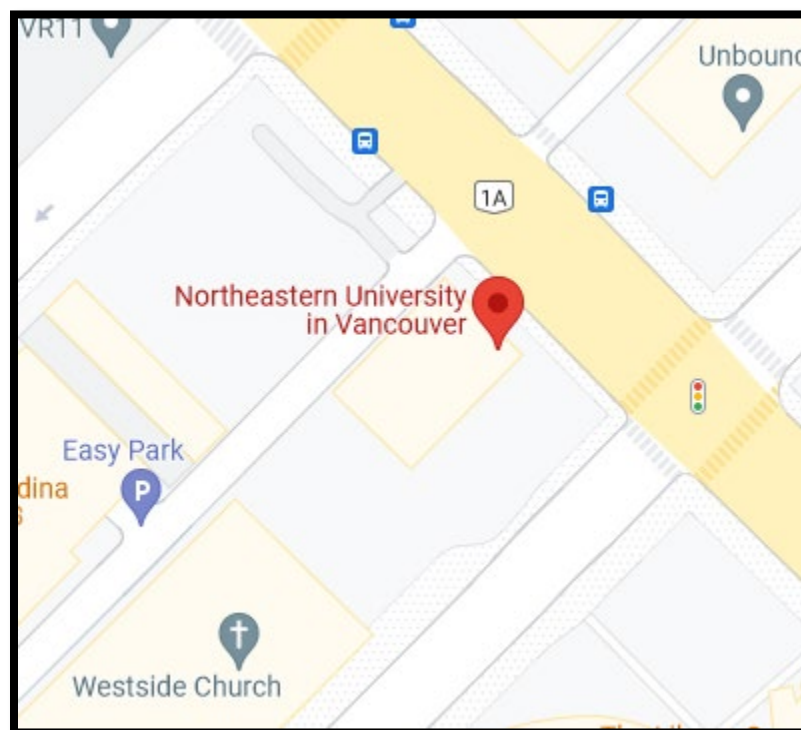 VR11
Unbound
1A
Northeastern University
in Vancouver
Easy Park
P
dina
Westside Church